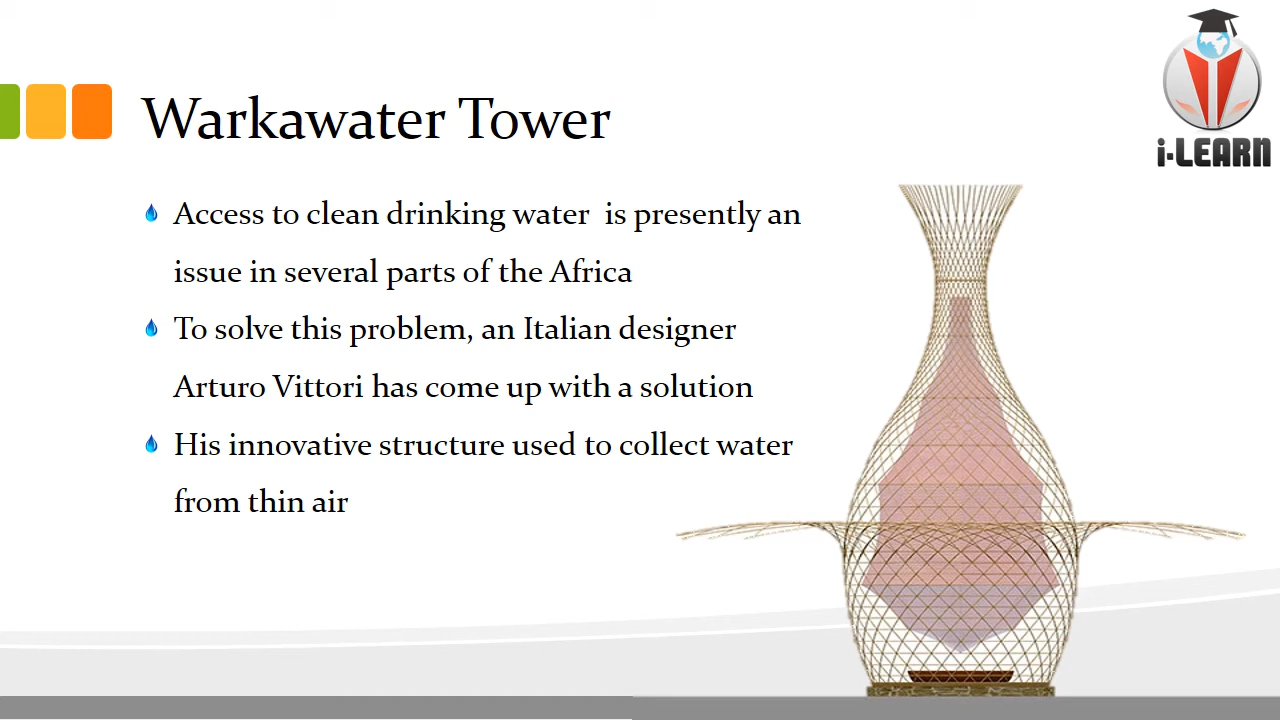 i-LEARN
Warkawater Tower
Access to clean drinking water  is presently an
issue in several parts of the Africa
To solve this problem, an Italian designer
Arturo Vittori has come up with a solution
His innovative structure used to collect water
from thin air